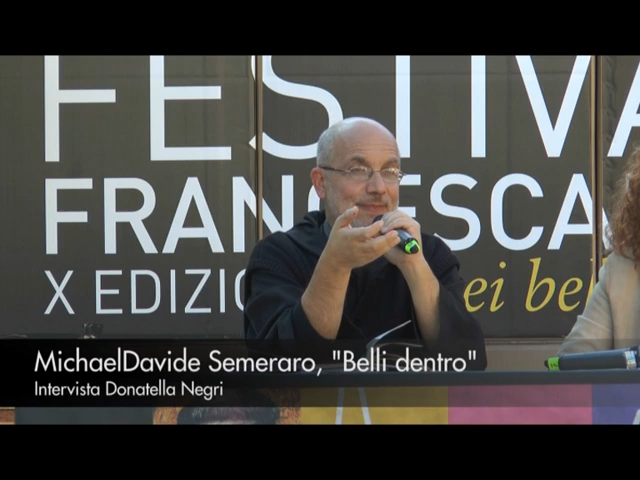 FESTIVA
FRANCESCA
X EDIZIO
ei bel
MichaelDavide Semeraro, "Belli dentro"
Intervista Donatella Negri